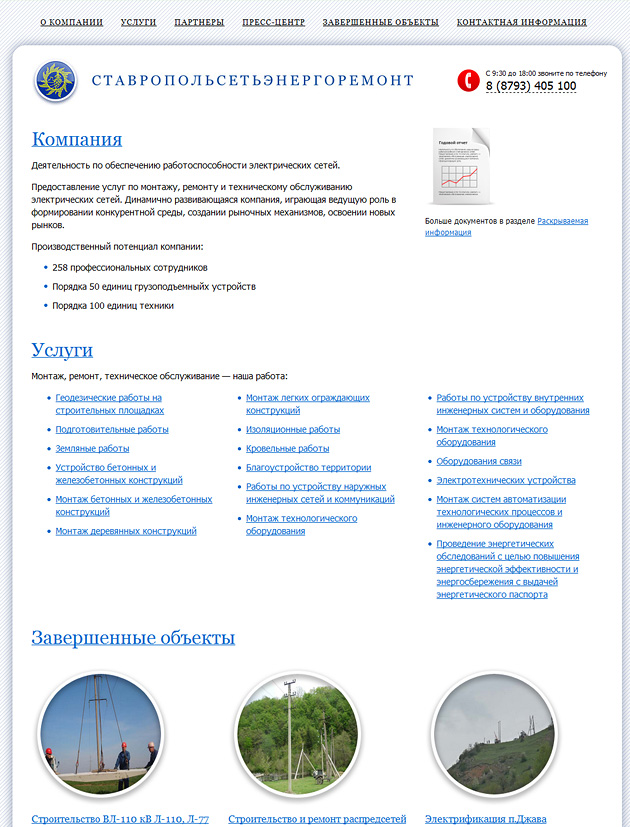 О КОМПАНИИ УСЛУГИ ПАРТНЕРЫ ПРЕСС-ЦЕНТР ЗАВЕРШЕННЫЕ ОБЪЕКТЫ КОНТАКТНАЯ ИНФОРМАЦИЯ
СТАВРОПОЛЬСЕТЬЭНЕРГОРЕМОНТ
С 9:30 до 18:00 звоните по телефону
8 (8793) 405 100
Компания
Деятельность по обеспечению работоспособности электрических сетей.
Предоставление услуг по монтажу, ремонту и техническому обслуживанию
электрических сетей. Динамично развивающаяся компания, играющая ведущую роль в
формировании конкурентной среды, создании рыночных механизмов, освоении новых
рынков.
Производственный потенциал компании:
258 профессиональных сотрудников
Порядка 50 единиц грузоподъемныйх устройств
Порядка 100 единиц техники
Годовой отчет
Больше документов в разделе Раскрываемая
информация
Услуги
Монтаж, ремонт, техническое обслуживание — наша работа:
Геодезические работы на
строительных площадках
Подготовительные работы
Земляные работы
Устройство бетонных и
железобетонных конструкций
Монтаж бетонных и железобетонных
конструкций
Монтаж деревянных конструкций
Монтаж легких ограждающих
конструкций
Изоляционные работы
Кровельные работы
Благоустройство территории
Работы по устройству наружных
инженерных сетей и коммуникаций
Монтаж технологического
оборудования
Работы по устройству внутренних
инженерных систем и оборудования
Монтаж технологического
оборудования
Оборудования связи
Электротехнических устройства
Монтаж систем автоматизации
технологических процессов и
инженерного оборудования
Проведение энергетических
обследований с целью повышения
энергетической эффективности и
энергосбережения с выдачей
энергетического паспорта
Завершенные объекты
Строительство ВЛ-110 кВ Л-110, Л-77
Строительство и ремонт распредсетей
Электрификация п.Джава